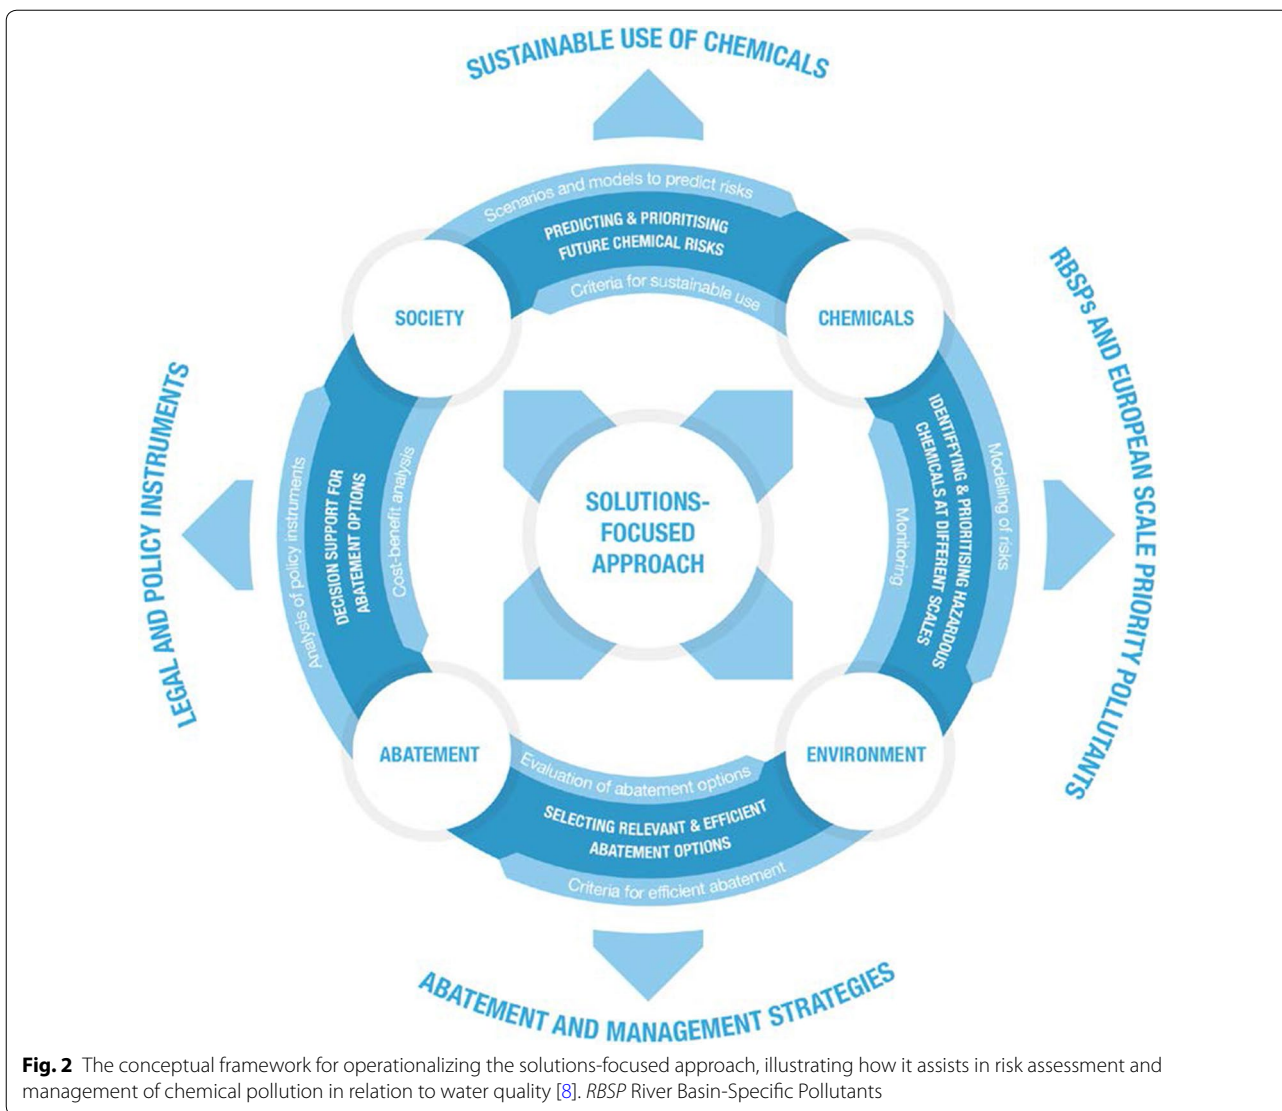 SUSTAINABLE USE OF CHEMICALS
Scenarios and models to predict risks
PREDICTING & PRIORITISING
FUTURE CHEMICAL RISKS
Criteria for sustainable use
SOCIETY
CHEMICALS
RBSPs AND EUROPEAN SCALE PRIORITY POLLUTANTS
Modelling of risks
IDENTIFFYING & PRIORITISING HAZARDOUS
CHEMICALS AT DIFFERENT SCALES
Monitoring
SOLUTIONS-
FOCUSED
APPROACH
LEGAL AND POLICY INSTRUMENTS
Analysis of policy instruments
DECISION SUPPORT FOR
ABATEMENT OPTIONS
Cost-benefit analysis
ABATEMENT
ENVIRONMENT
Evaluation of abatement options
SELECTING RELEVANT & EFFICIENT
ABATEMENT OPTIONS
Criteria for efficient abatement
ABATEMENT AND MANAGEMENT STRATEGIES
Fig. 2 The conceptual framework for operationalizing the solutions-focused approach, illustrating how it assists in risk assessment and
management of chemical pollution in relation to water quality [8]. RBSP River Basin-Specific Pollutants